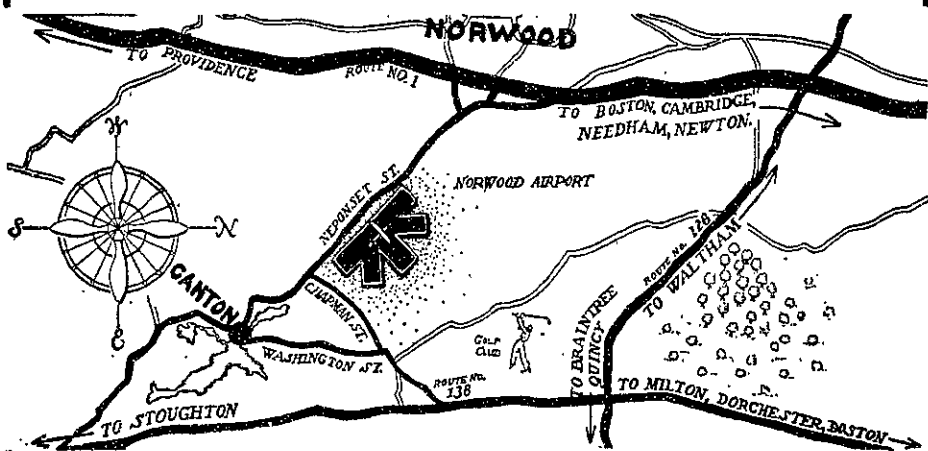 NORWOOD
TO PROVIDENCE
ROUTE NO. 1
TO BOSTON, CAMBRIDGE,
NEEDHAM, NEWTON.
W
S
N
E
NEPONSET ST.
NORWOOD AIRPORT
ROUTE No. 128
TO WALTHAM
CANTON
CHAPMAN ST.
WASHINGTON ST.
GOLF
CLUB
ROUTE NO.
138
TO BRAINTREE
QUINCY
TO MILTON, DORCHESTER, BOSTON
TO STOUGHTON